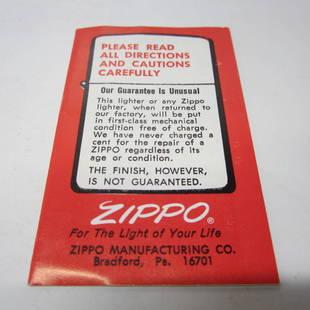 PLEASE READ
ALL DIRECTIONS
AND CAUTIONS
CAREFULLY
Our Guarantee Is Unusual
This lighter or any Zippo
lighter, when returned to
our factory, will be put
in first-class mechanical
condition free of charge.
We have never charged a
cent for the repair of a
ZIPPO regardless of its
age or condition.
THE FINISH, HOWEVER,
IS NOT GUARANTEED.
ZIPPO®
For The Light of Your Life
ZIPPO MANUFACTURING CO.
Bradford, Pa. 16701